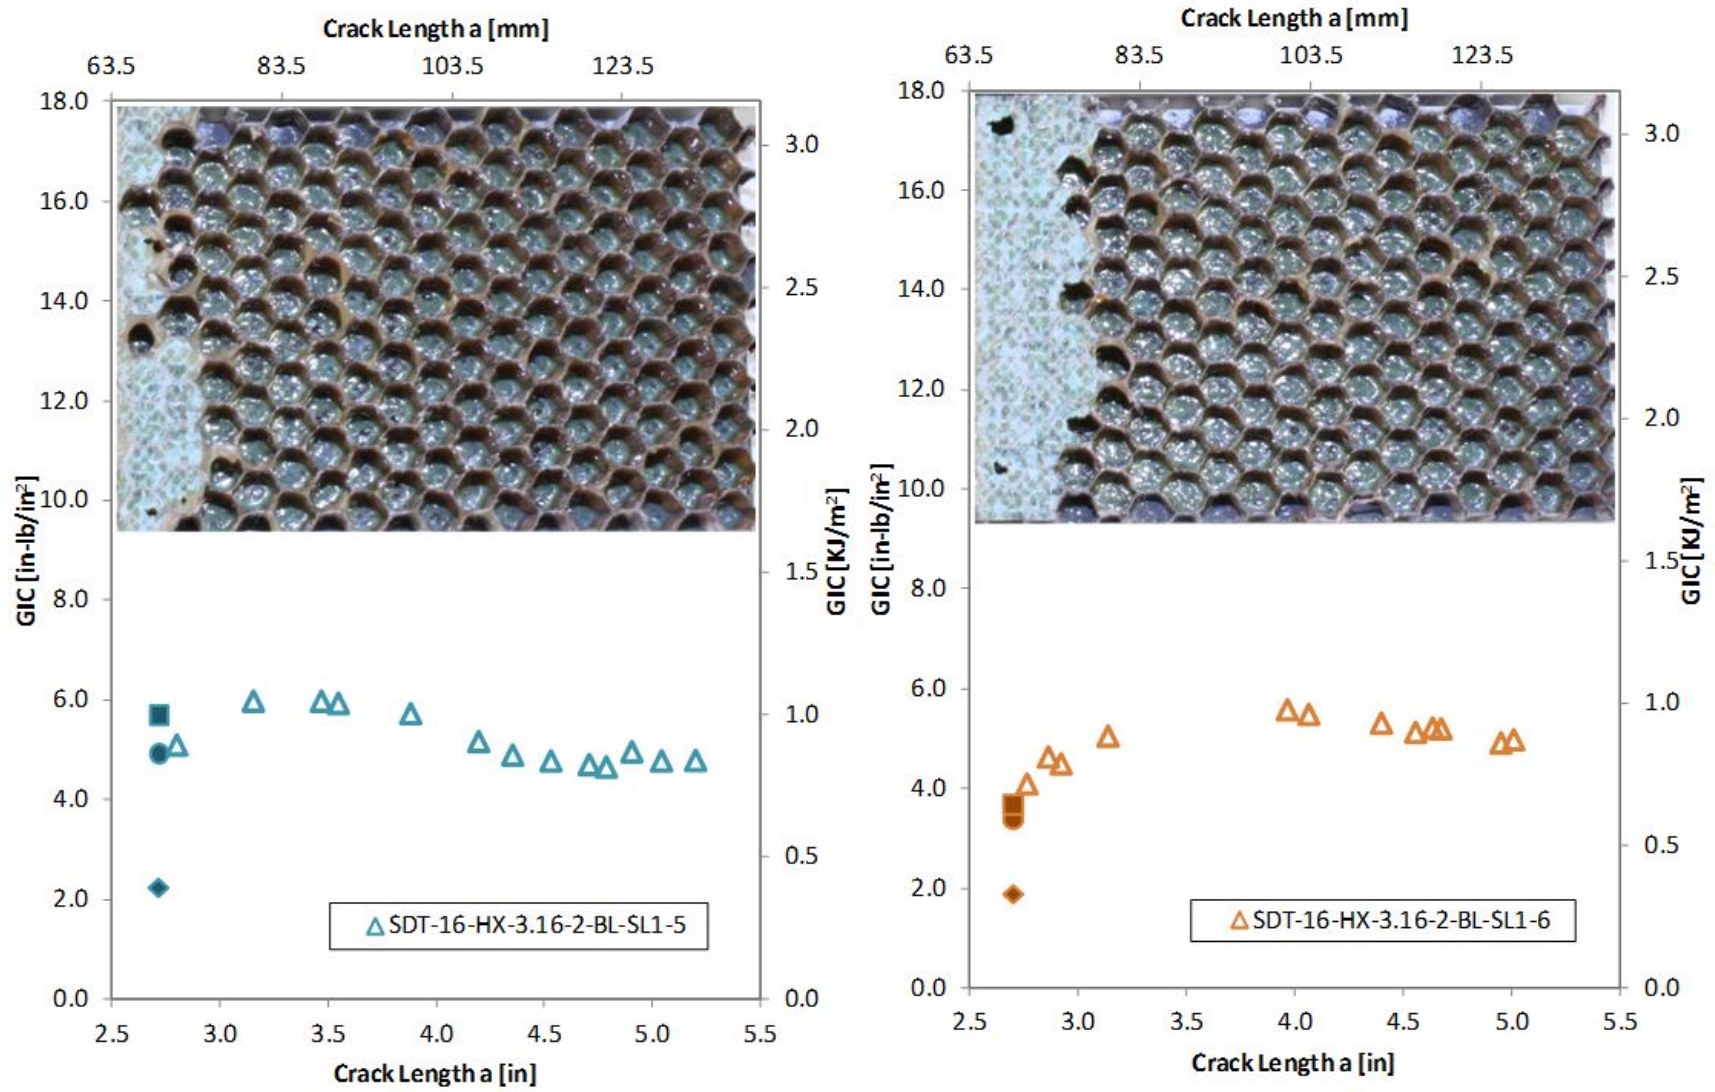 Crack Length a [mm]
63.5 83.5 103.5 123.5
18.0
16.0
14.0
12.0
10.0
8.0
6.0
4.0
2.0
0.0
GIC [in-lb/in²]
3.0
2.5
2.0
1.5
1.0
0.5
0.0
GIC [KJ/m²]
SDT-16-HX-3.16-2-BL-SL1-5
2.5 3.0 3.5 4.0 4.5 5.0 5.5
Crack Length a [in]
Crack Length a [mm]
63.5 83.5 103.5 123.5
18.0
16.0
14.0
12.0
10.0
8.0
6.0
4.0
2.0
0.0
GIC [in-lb/in²]
3.0
2.5
2.0
1.5
1.0
0.5
0.0
GIC [KJ/m²]
SDT-16-HX-3.16-2-BL-SL1-6
2.5 3.0 3.5 4.0 4.5 5.0 5.5
Crack Length a [in]